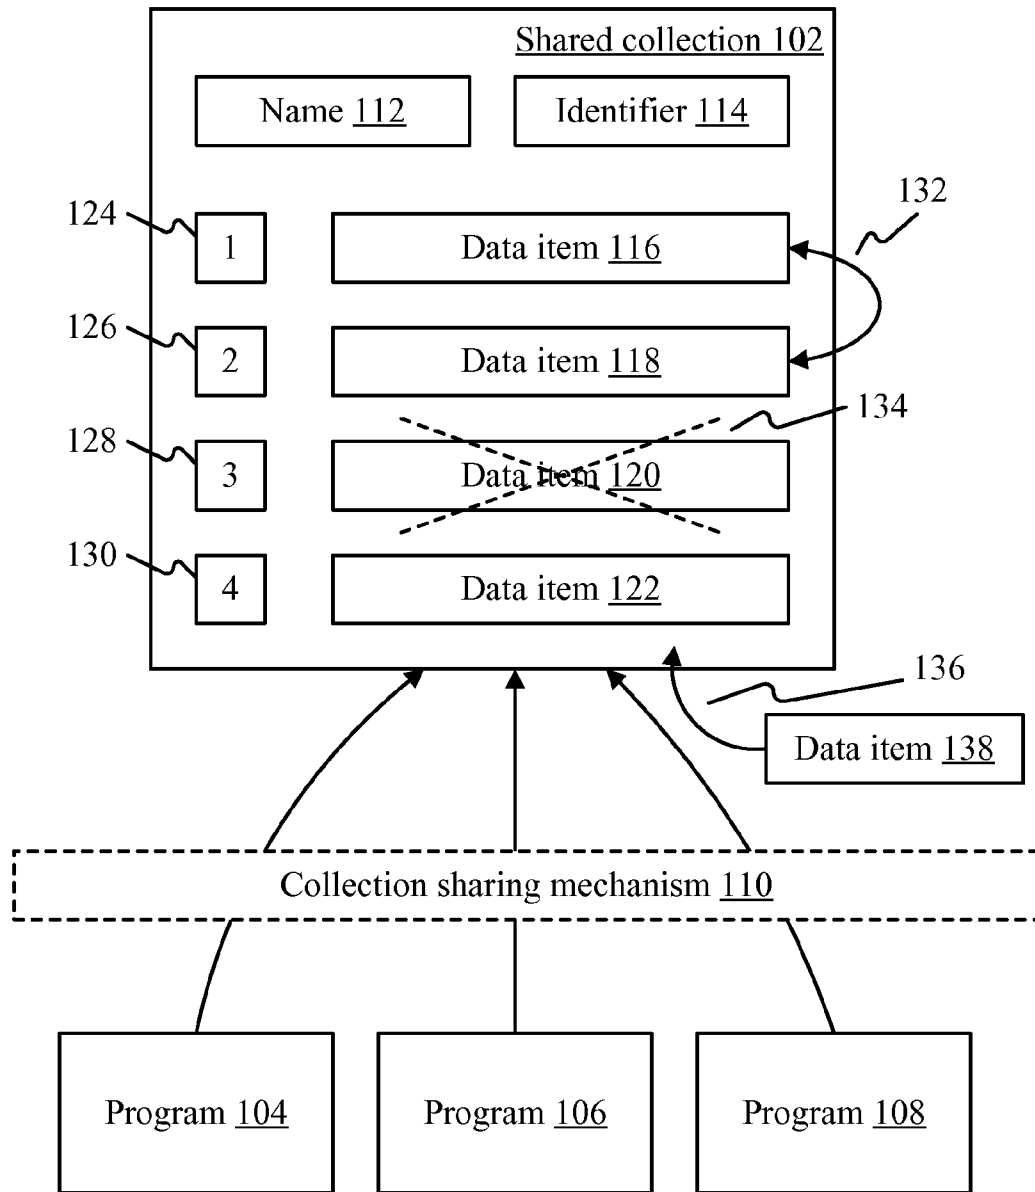 Shared collection 102
Name 112
Identifier 114
132
124
1
Data item 116
126
2
Data item 118
134
128
3
Data item 120
130
4
Data item 122
136
Data item 138
Collection sharing mechanism 110
Program 104
Program 106
Program 108